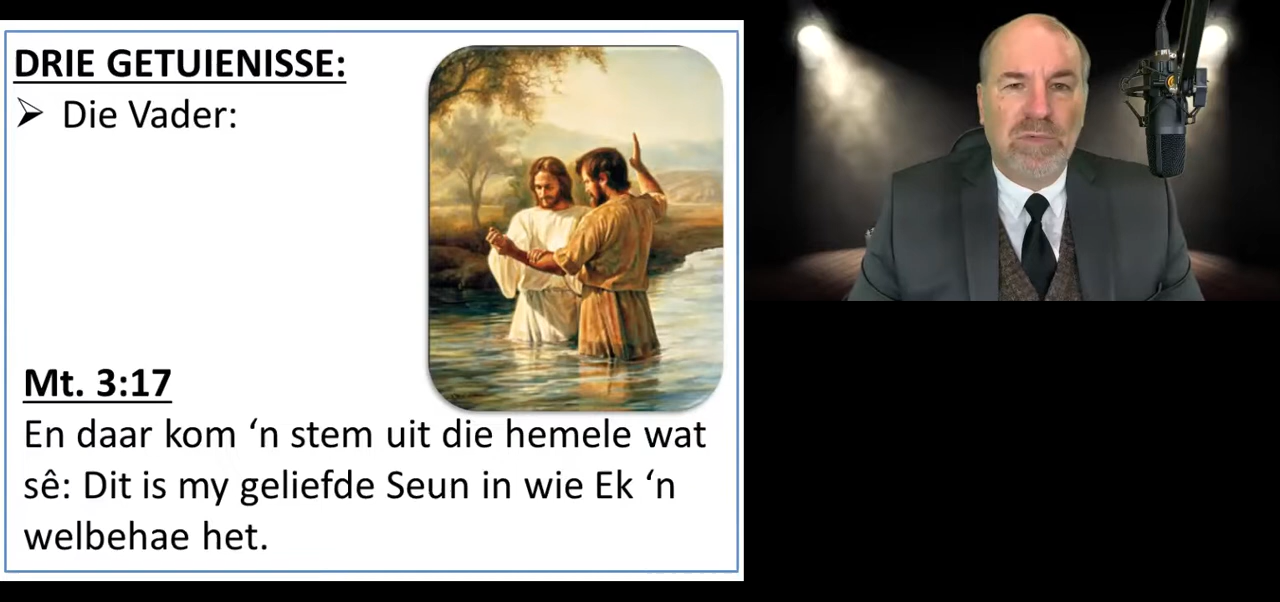 DRIE GETUIENISSE:
➢ Die Vader:
Mt. 3:17
En daar kom ‘n stem uit die hemele wat
sê: Dit is my geliefde Seun in wie Ek ‘n
welbehae het.